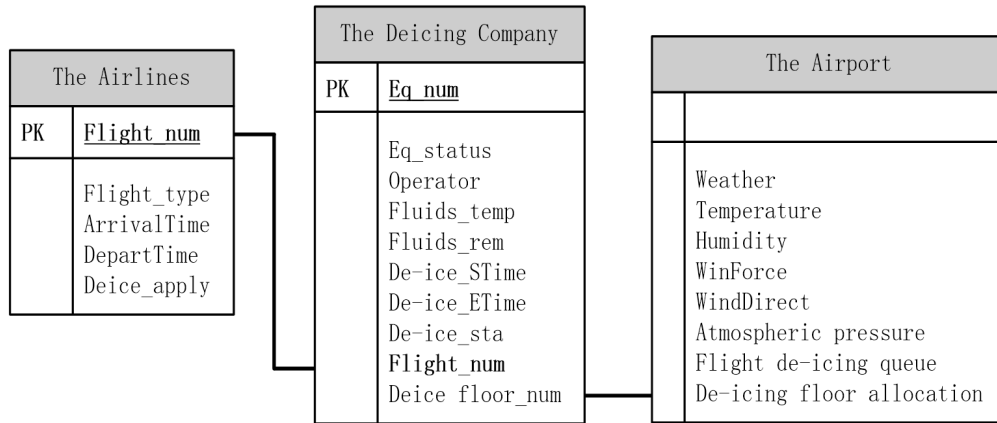 The Airlines
PK Flight_num
Flight_type
ArrivalTime
DepartTime
Deice_apply
The Deicing Company
PK Eq_num
Eq_status
Operator
Fluids_temp
Fluids_rem
De-ice_STime
De-ice_ETime
De-ice_sta
Flight_num
Deice floor_num
The Airport
Weather
Temperature
Humidity
WinForce
WindDirect
Atmospheric pressure
Flight de-icing queue
De-icing floor allocation